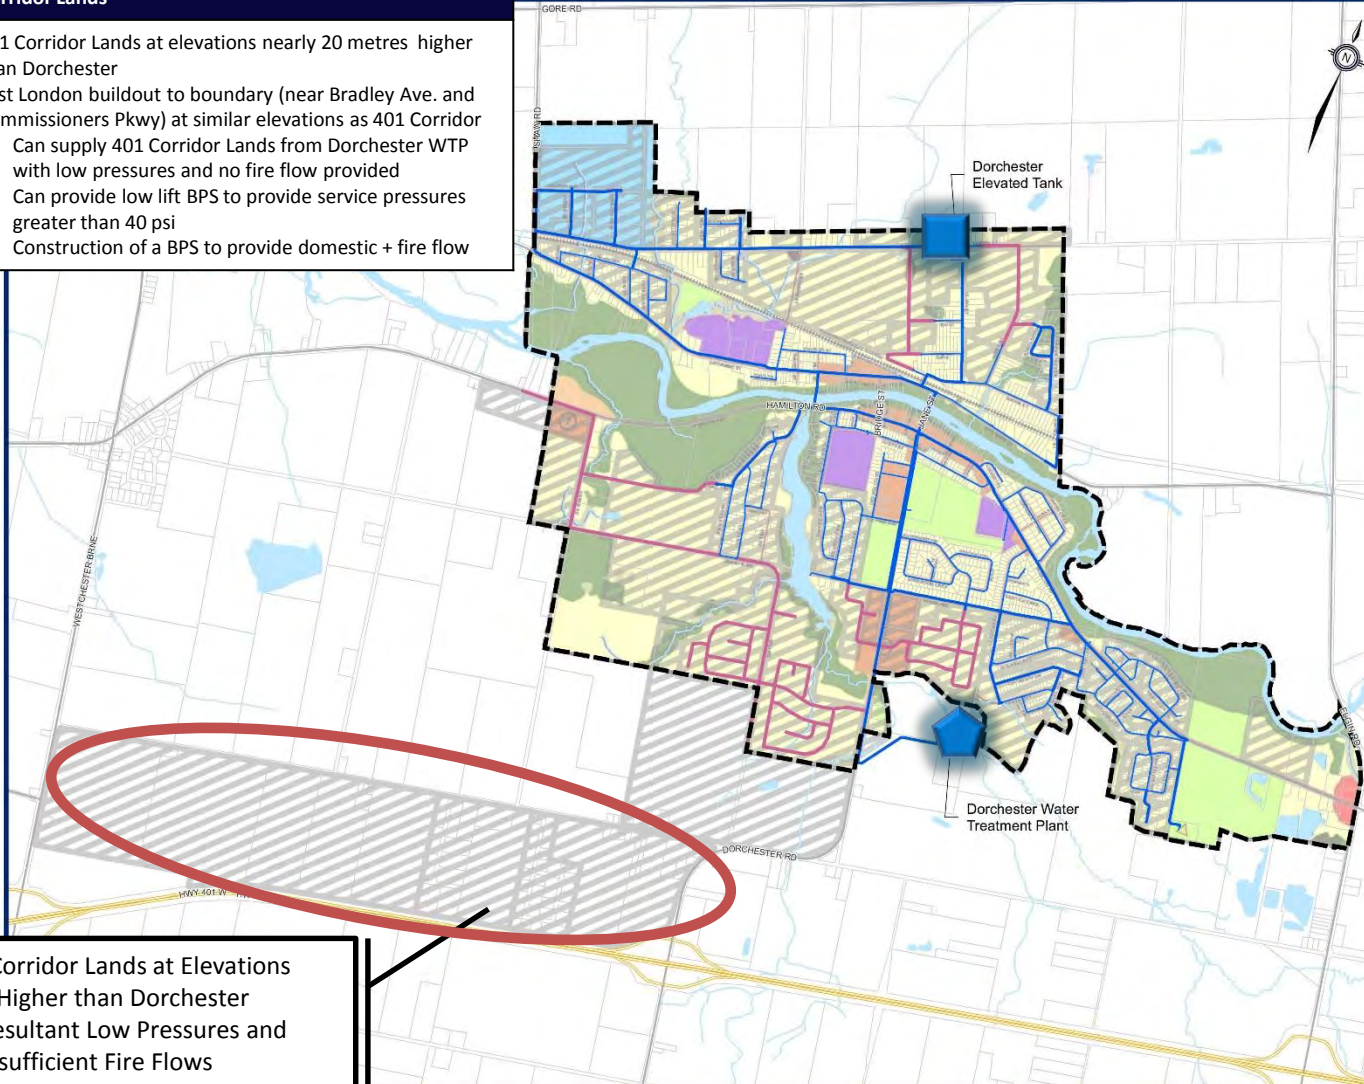 rridor Lands
1 Corridor Lands at elevations nearly 20 metres higher
an Dorchester
st London buildout to boundary (near Bradley Ave. and
mmissioners Pkwy) at similar elevations as 401 Corridor
Can supply 401 Corridor Lands from Dorchester WTP
with low pressures and no fire flow provided
Can provide low lift BPS to provide service pressures
greater than 40 psi
Construction of a BPS to provide domestic + fire flow
GORE RD
N
Dorchester
Elevated Tank
HAMILTON RD
BRIDGE ST
WESTCHESTER BRNE
ELGIN RD
Dorchester Water
Treatment Plant
DORCHESTER RD
HWY 401 W
Corridor Lands at Elevations
Higher than Dorchester
esultant Low Pressures and
sufficient Fire Flows